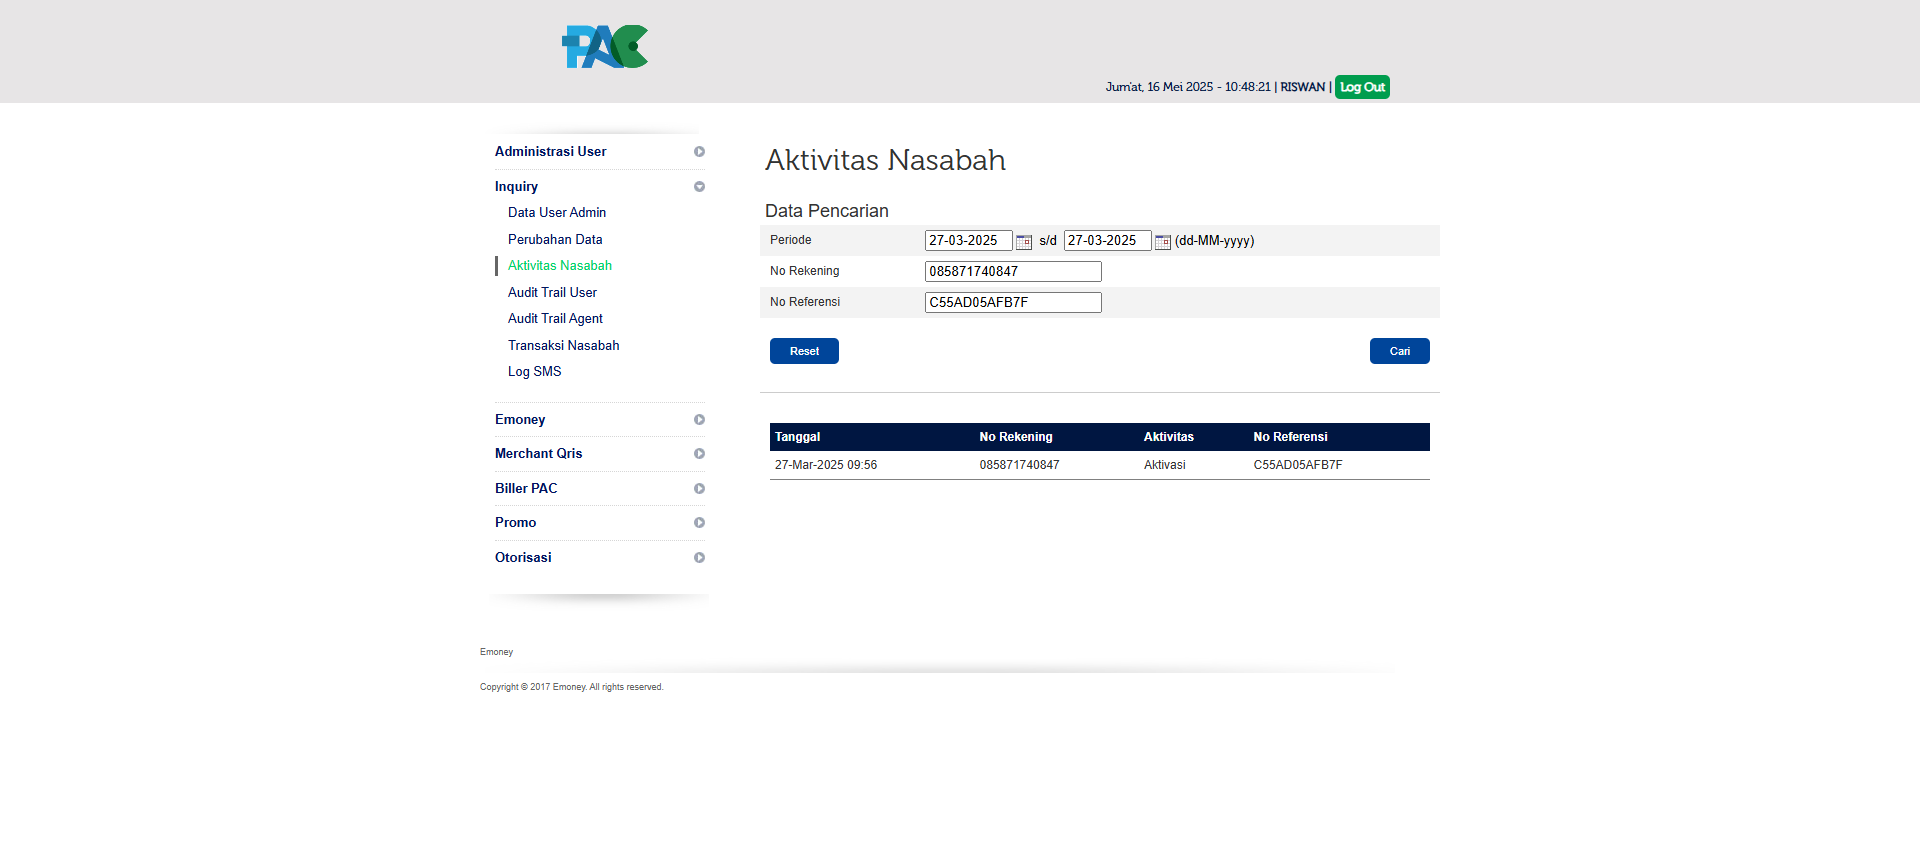 PAC
Jum'at, 16 Mei 2025 - 10:48:21 | RISWAN | Log Out
Administrasi User
Inquiry
Data User Admin
Perubahan Data
Aktivitas Nasabah
Audit Trail User
Audit Trail Agent
Transaksi Nasabah
Log SMS
Emoney
Merchant Qris
Biller PAC
Promo
Otorisasi
Aktivitas Nasabah
Data Pencarian
Periode 27-03-2025 s/d 27-03-2025 (dd-MM-yyyy)
No Rekening 085871740847
No Referensi C55AD05AFB7F
Reset Cari
Tanggal No Rekening Aktivitas No Referensi
27-Mar-2025 09:56 085871740847 Aktivasi C55AD05AFB7F
Emoney
Copyright © 2017 Emoney. All rights reserved.